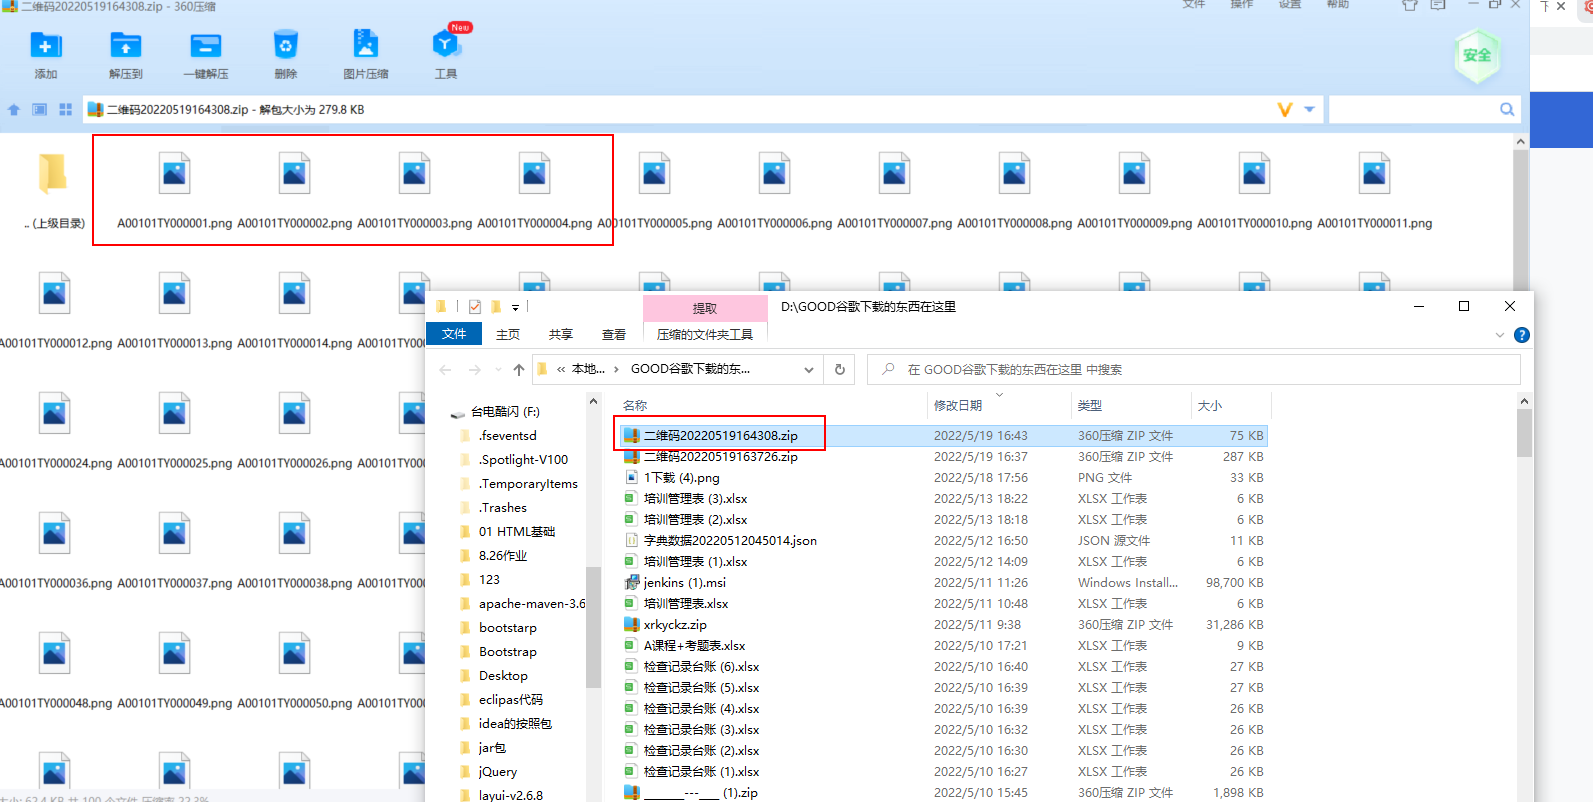 二维码20220519164308.zip - 360压缩
文件 操作 设置 帮助
添加 解压到 一键解压 删除 图片压缩 工具
New
安全
二维码20220519164308.zip - 解包大小为 279.8 KB
.. (上级目录) A00101TY000001.png A00101TY000002.png A00101TY000003.png A00101TY000004.png A00101TY000005.png A00101TY000006.png A00101TY000007.png A00101TY000008.png A00101TY000009.png A00101TY000010.png A00101TY000011.png
A00101TY000012.png A00101TY000013.png A00101TY000014.png A00101TY00
A00101TY000024.png A00101TY000025.png A00101TY000026.png A00101TY00
A00101TY000036.png A00101TY000037.png A00101TY000038.png A00101TY00
A00101TY000048.png A00101TY000049.png A00101TY000050.png A00101TY00
大小: 62.4 KB 共 100 个文件 压缩率 22.3%
提取 D:\GOOD谷歌下载的东西在这里
文件 主页 共享 查看 压缩的文件夹工具
« 本地... › GOOD谷歌下载的东...
在 GOOD谷歌下载的东西在这里 中搜索
台电酷闪 (F:)
.fseventsd
.Spotlight-V100
.TemporaryItems
.Trashes
01 HTML基础
8.26作业
123
apache-maven-3.6
bootstarp
Bootstrap
Desktop
eclipas代码
idea的按照包
jar包
jQuery
layui-v2.6.8
名称 修改日期 类型 大小
二维码20220519164308.zip 2022/5/19 16:43 360压缩 ZIP 文件 75 KB
二维码20220519163726.zip 2022/5/19 16:37 360压缩 ZIP 文件 287 KB
1下载 (4).png 2022/5/18 17:56 PNG 文件 33 KB
培训管理表 (3).xlsx 2022/5/13 18:22 XLSX 工作表 6 KB
培训管理表 (2).xlsx 2022/5/13 18:18 XLSX 工作表 6 KB
字典数据20220512045014.json 2022/5/12 16:50 JSON 源文件 11 KB
培训管理表 (1).xlsx 2022/5/12 14:09 XLSX 工作表 6 KB
jenkins (1).msi 2022/5/11 11:26 Windows Install... 98,700 KB
培训管理表.xlsx 2022/5/11 10:48 XLSX 工作表 6 KB
xrkyckz.zip 2022/5/11 9:38 360压缩 ZIP 文件 31,286 KB
A课程+考题表.xlsx 2022/5/10 17:21 XLSX 工作表 9 KB
检查记录台账 (6).xlsx 2022/5/10 16:40 XLSX 工作表 27 KB
检查记录台账 (5).xlsx 2022/5/10 16:39 XLSX 工作表 27 KB
检查记录台账 (4).xlsx 2022/5/10 16:39 XLSX 工作表 26 KB
检查记录台账 (3).xlsx 2022/5/10 16:32 XLSX 工作表 26 KB
检查记录台账 (2).xlsx 2022/5/10 16:30 XLSX 工作表 26 KB
检查记录台账 (1).xlsx 2022/5/10 16:27 XLSX 工作表 26 KB
______---___ (1).zip 2022/5/10 15:45 360压缩 ZIP 文件 1,898 KB